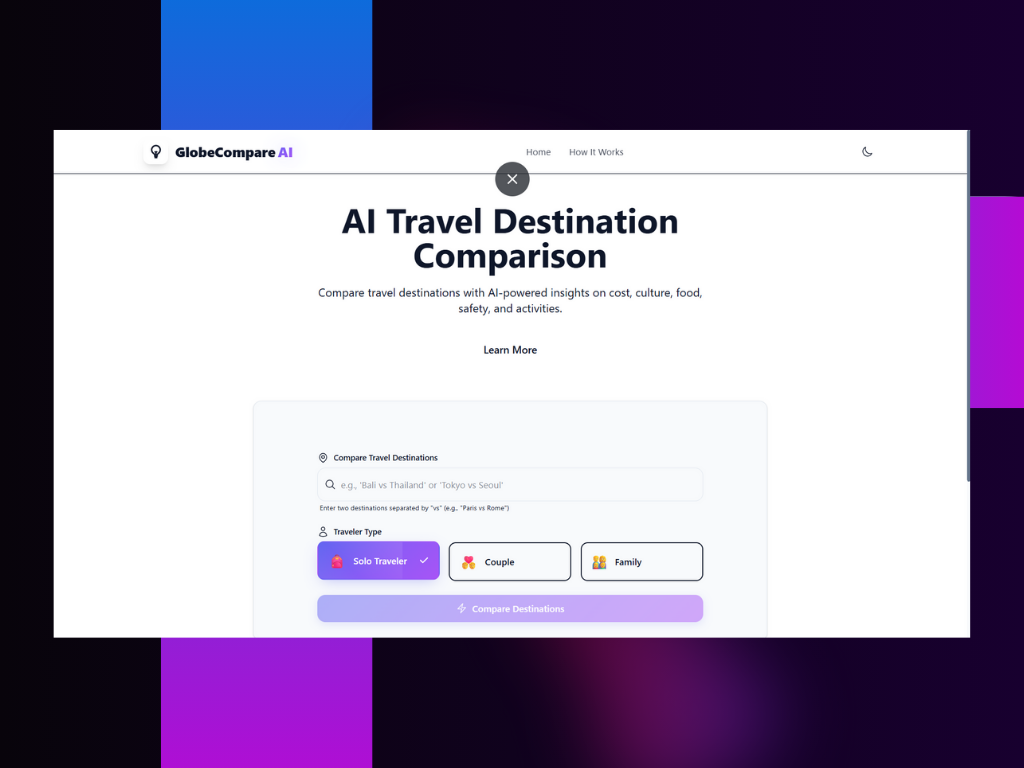 GlobeCompare AI
Home
How It Works
AI Travel Destination
Comparison
Compare travel destinations with AI-powered insights on cost, culture, food,
safety, and activities.
Learn More
Compare Travel Destinations
e.g., 'Bali vs Thailand' or 'Tokyo vs Seoul'
Enter two destinations separated by "vs" (e.g., "Paris vs Rome")
Traveler Type
Solo Traveler
Couple
Family
Compare Destinations